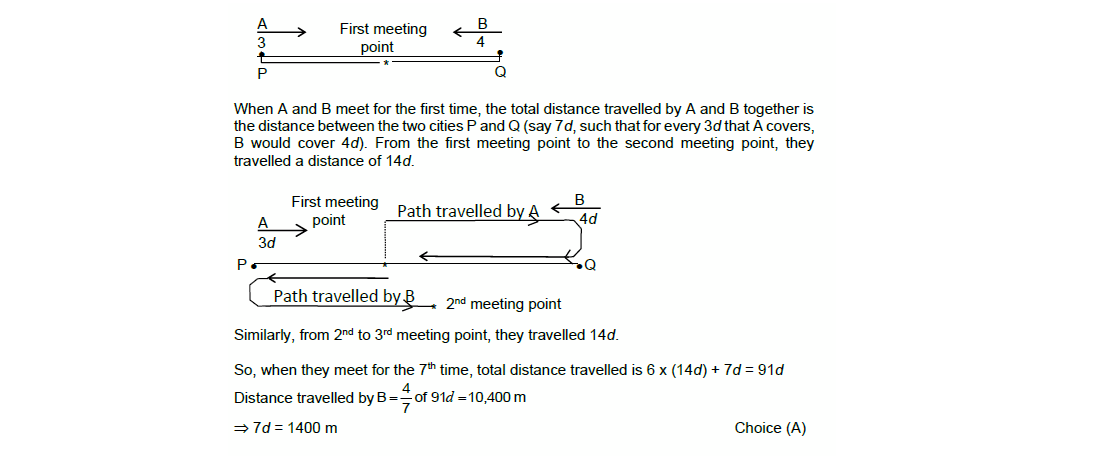 A First meeting B
3 point 4
*
P Q
When A and B meet for the first time, the total distance travelled by A and B together is
the distance between the two cities P and Q (say 7d, such that for every 3d that A covers,
B would cover 4d). From the first meeting point to the second meeting point, they
travelled a distance of 14d.
First meeting Path travelled by A B
A point 4d
3d
P Q
Path travelled by B * 2nd meeting point
Similarly, from 2nd to 3rd meeting point, they travelled 14d.
So, when they meet for the 7th time, total distance travelled is 6 x (14d) + 7d = 91d
Distance travelled by B = 4/7 of 91d = 10,400 m
⇒ 7d = 1400 m Choice (A)